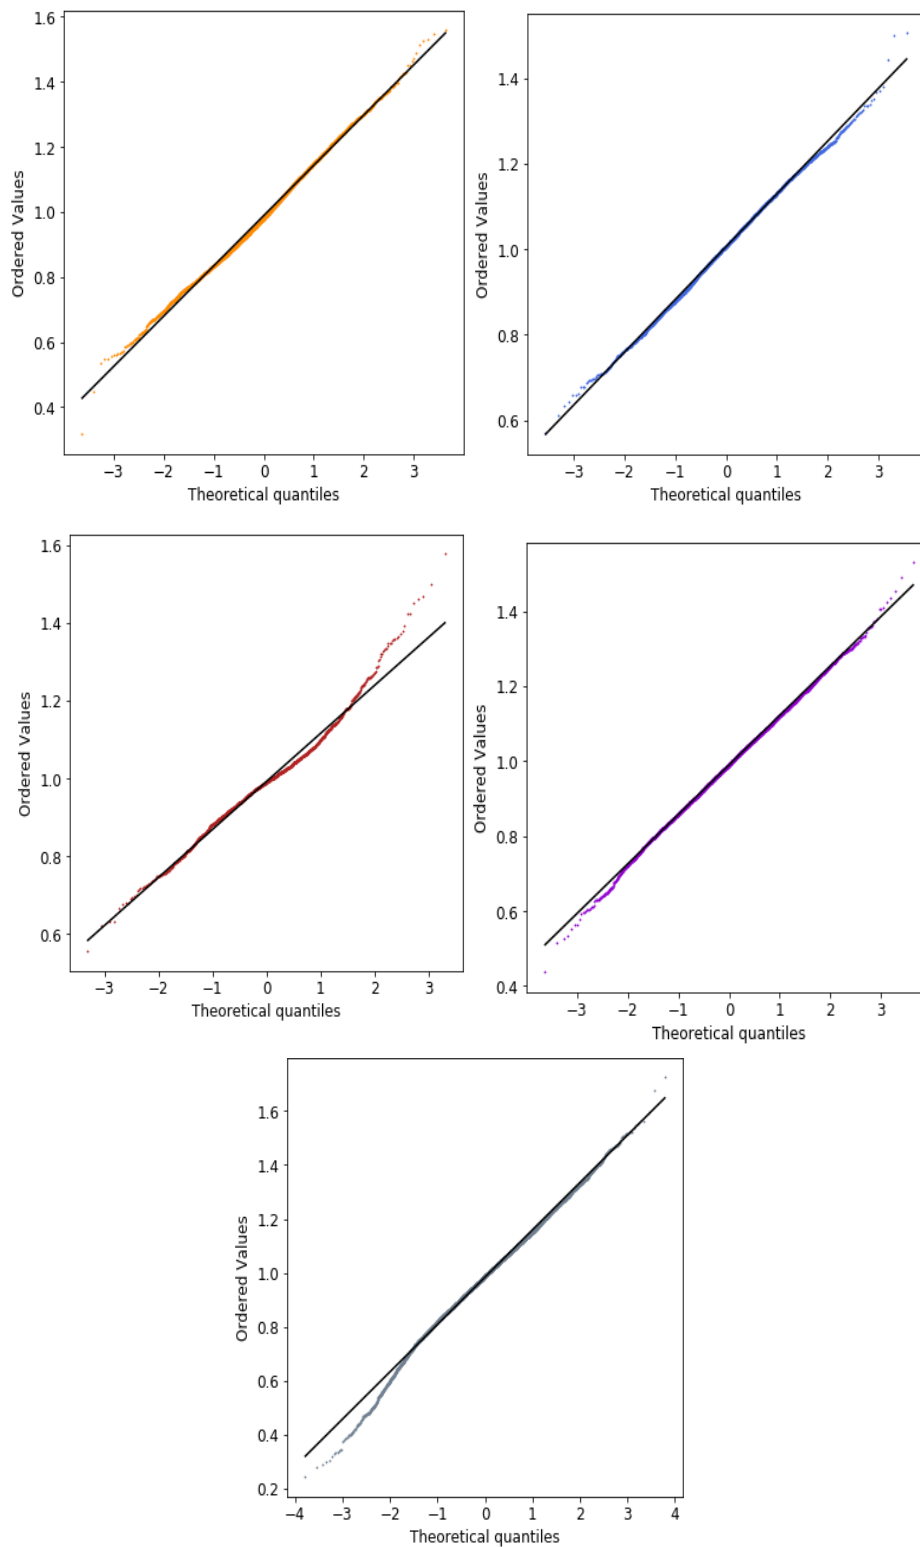 1.6
1.4
1.2
1.0
0.8
0.6
0.4
Ordered Values
−3 −2 −1 0 1 2 3
Theoretical quantiles
1.4
1.2
1.0
0.8
0.6
Ordered Values
−3 −2 −1 0 1 2 3
Theoretical quantiles
1.6
1.4
1.2
1.0
0.8
0.6
Ordered Values
−3 −2 −1 0 1 2 3
Theoretical quantiles
1.4
1.2
1.0
0.8
0.6
0.4
Ordered Values
−3 −2 −1 0 1 2 3
Theoretical quantiles
1.6
1.4
1.2
1.0
0.8
0.6
0.4
0.2
Ordered Values
−4 −3 −2 −1 0 1 2 3 4
Theoretical quantiles